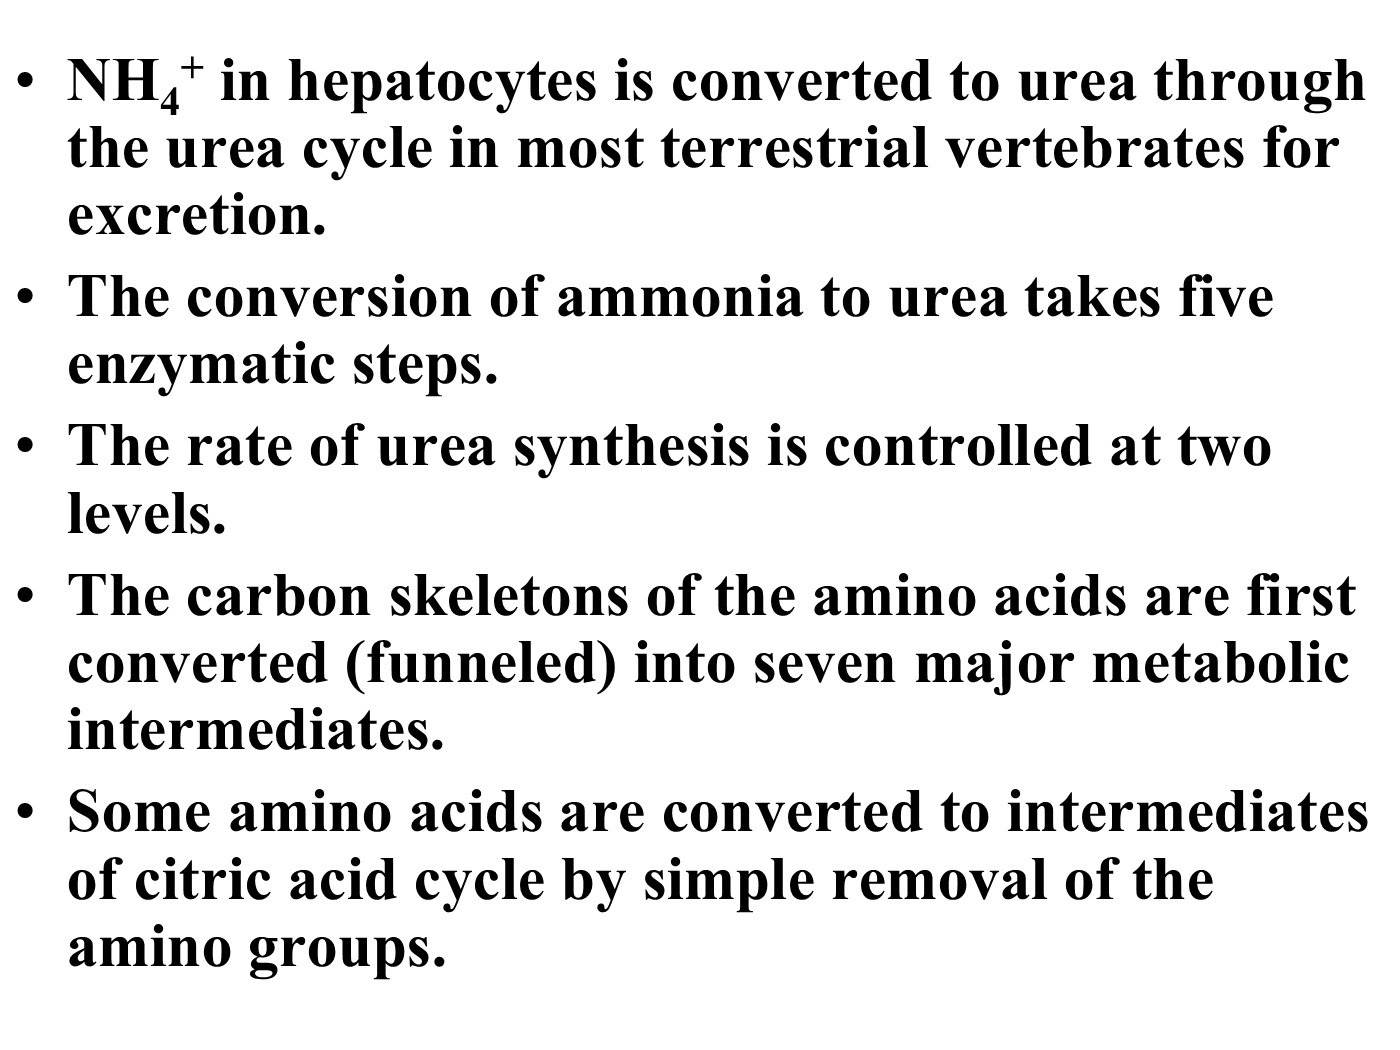 • NH₄⁺ in hepatocytes is converted to urea through
the urea cycle in most terrestrial vertebrates for
excretion.
• The conversion of ammonia to urea takes five
enzymatic steps.
• The rate of urea synthesis is controlled at two
levels.
• The carbon skeletons of the amino acids are first
converted (funneled) into seven major metabolic
intermediates.
• Some amino acids are converted to intermediates
of citric acid cycle by simple removal of the
amino groups.